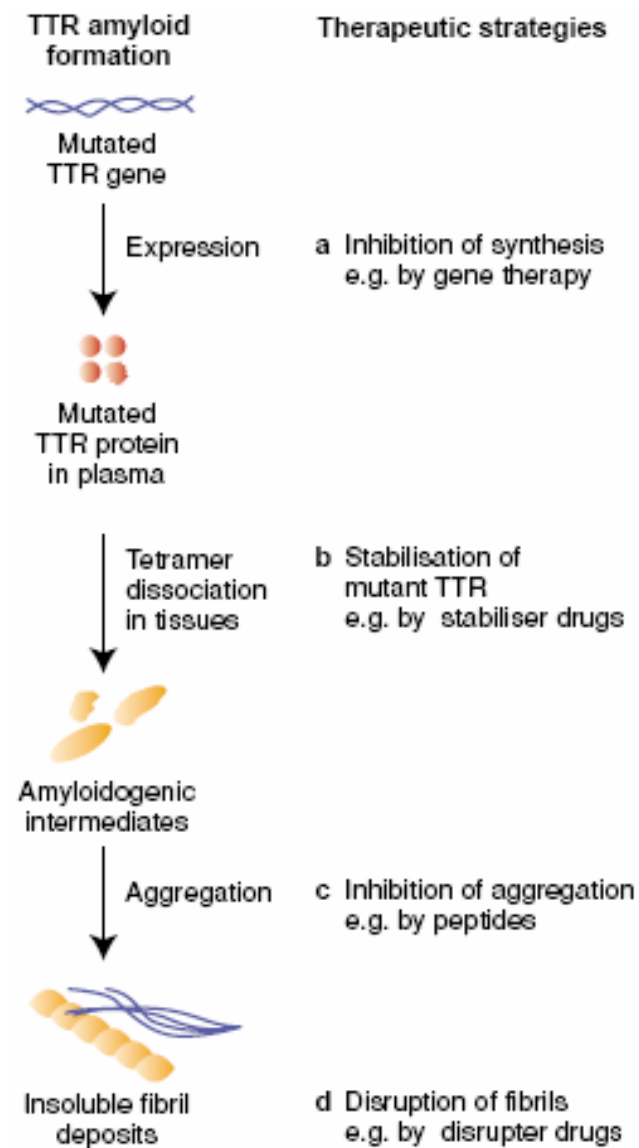 TTR amyloid
formation
Therapeutic strategies
Mutated
TTR gene
Expression
a Inhibition of synthesis
e.g. by gene therapy
Mutated
TTR protein
in plasma
Tetramer
dissociation
in tissues
b Stabilisation of
mutant TTR
e.g. by stabiliser drugs
Amyloidogenic
intermediates
Aggregation
c Inhibition of aggregation
e.g. by peptides
Insoluble fibril
deposits
d Disruption of fibrils
e.g. by disrupter drugs